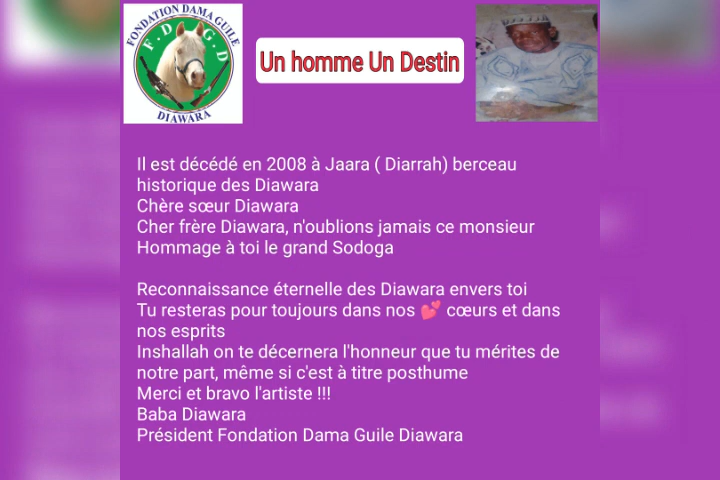 FONDATION DAMA GUILE
F.D.G.D
DIAWARA
Un homme Un Destin
Il est décédé en 2008 à Jaara ( Diarrah) berceau
historique des Diawara
Chère sœur Diawara
Cher frère Diawara, n'oublions jamais ce monsieur
Hommage à toi le grand Sodoga
Reconnaissance éternelle des Diawara envers toi
Tu resteras pour toujours dans nos 💕 cœurs et dans
nos esprits
Inshallah on te décernera l'honneur que tu mérites de
notre part, même si c'est à titre posthume
Merci et bravo l'artiste !!!
Baba Diawara
Président Fondation Dama Guile Diawara